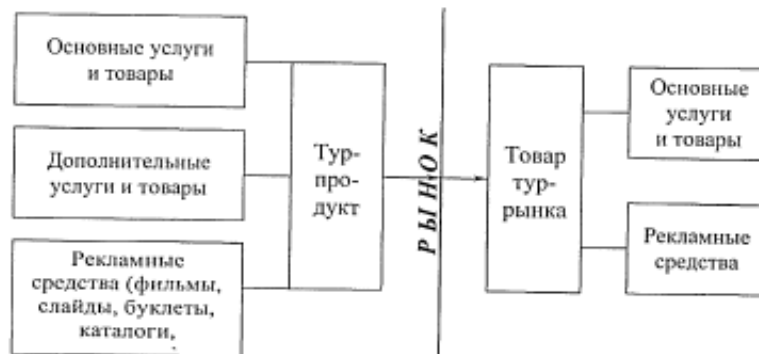 Основные услуги
и товары
Дополнительные
услуги и товары
Рекламные
средства (фильмы,
слайды, буклеты,
каталоги,
Тур-
про-
дукт
РЫНОК
Товар
тур-
рынка
Основные
услуги
и товары
Рекламные
средства